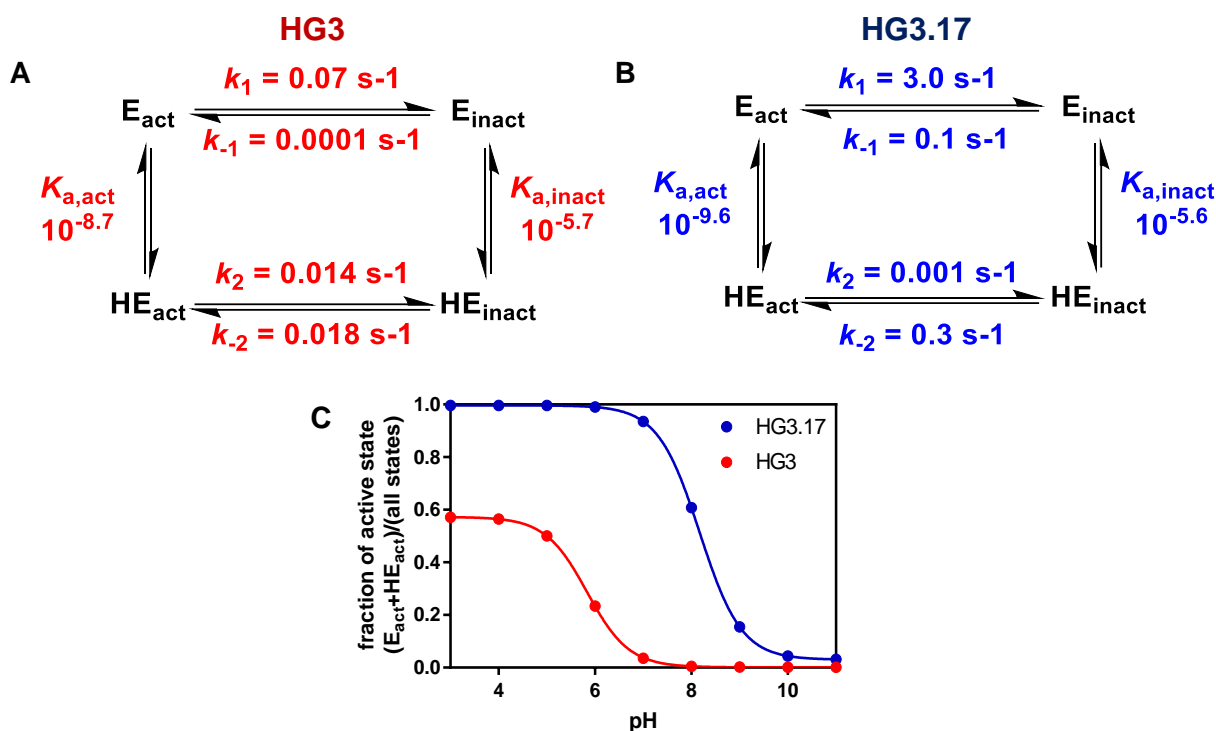 HG3
A
k₁ = 0.07 s-1
Eact
Einact
k₋₁ = 0.0001 s-1
Ka,act
10⁻⁸·⁷
Ka,inact
10⁻⁵·⁷
k₂ = 0.014 s-1
HEact
HEinact
k₋₂ = 0.018 s-1
HG3.17
B
k₁ = 3.0 s-1
Eact
Einact
k₋₁ = 0.1 s-1
Ka,act
10⁻⁹·⁶
Ka,inact
10⁻⁵·⁶
k₂ = 0.001 s-1
HEact
HEinact
k₋₂ = 0.3 s-1
C
fraction of active state
(Eact+HEact)/(all states)
1.0
0.8
0.6
0.4
0.2
0.0
HG3.17
HG3
4 6 8 10
pH